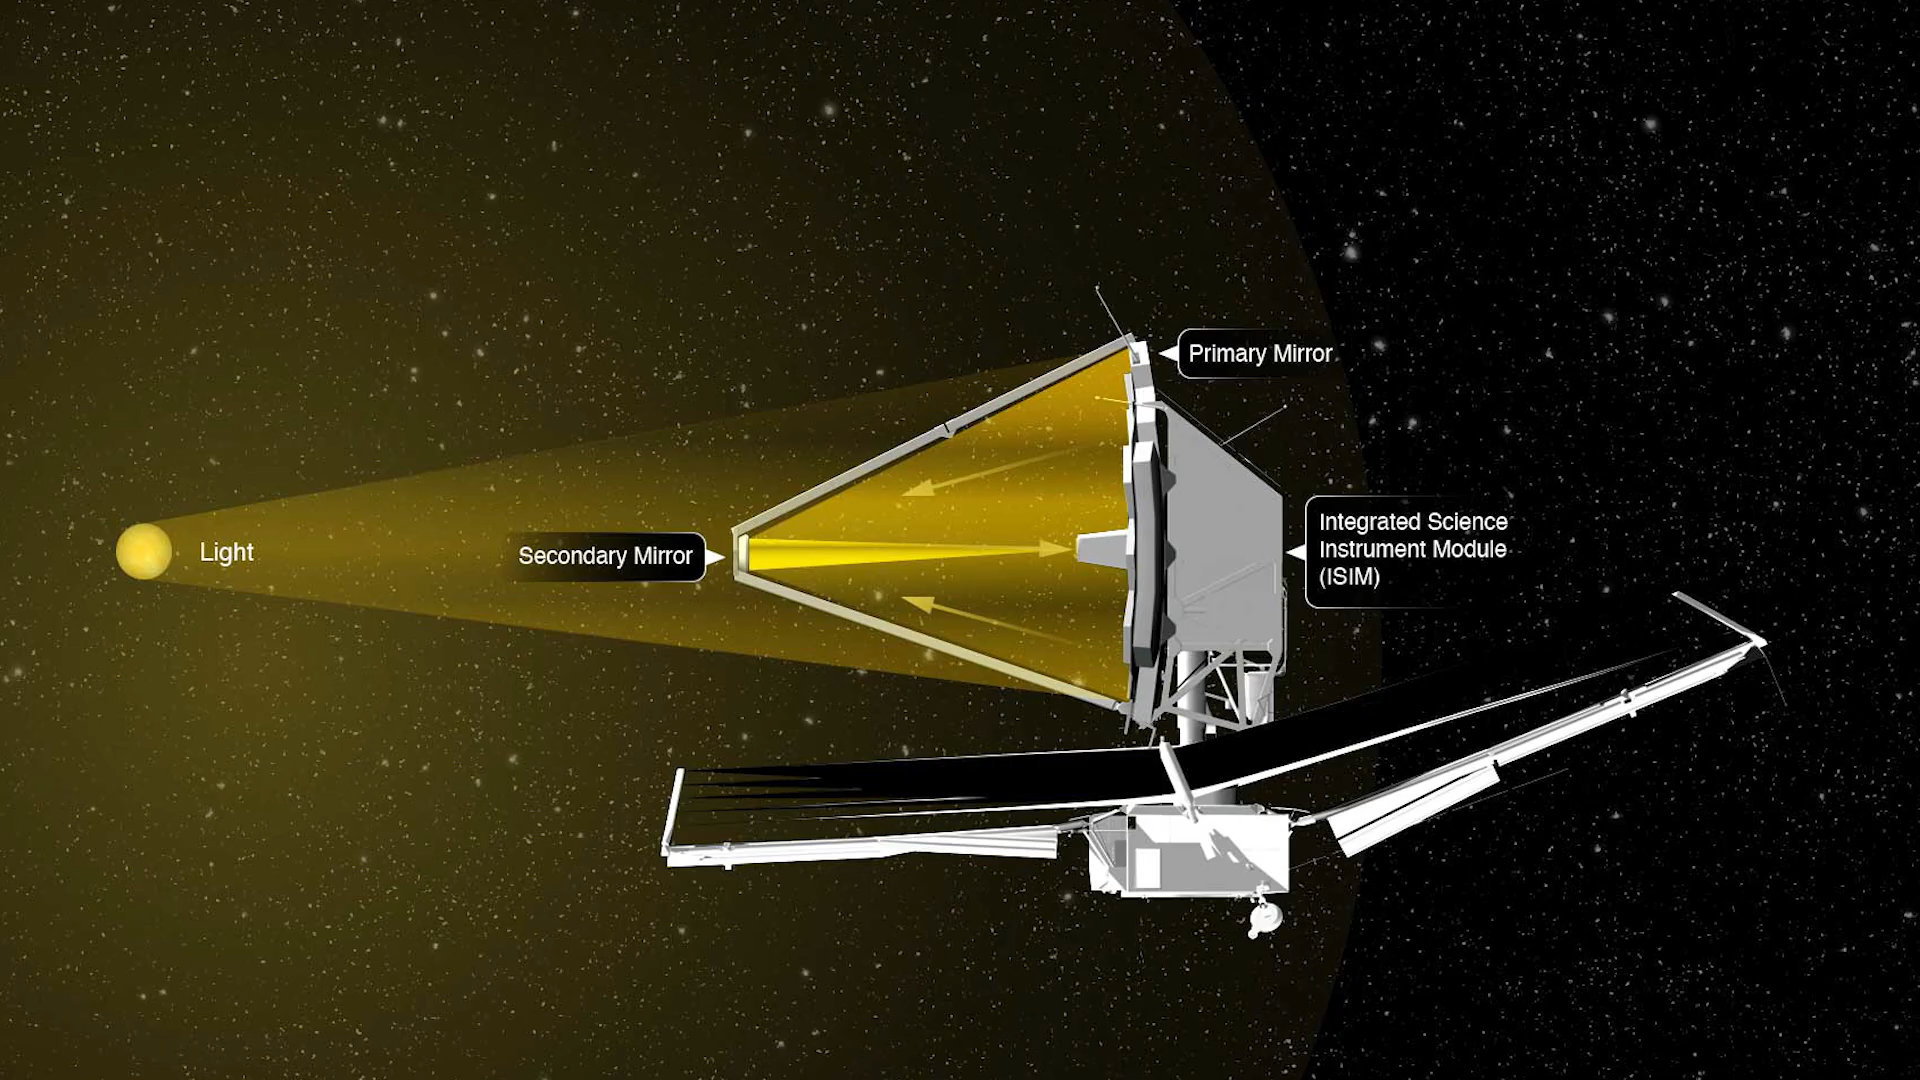 Primary Mirror
Light
Secondary Mirror
Integrated Science
Instrument Module
(ISIM)